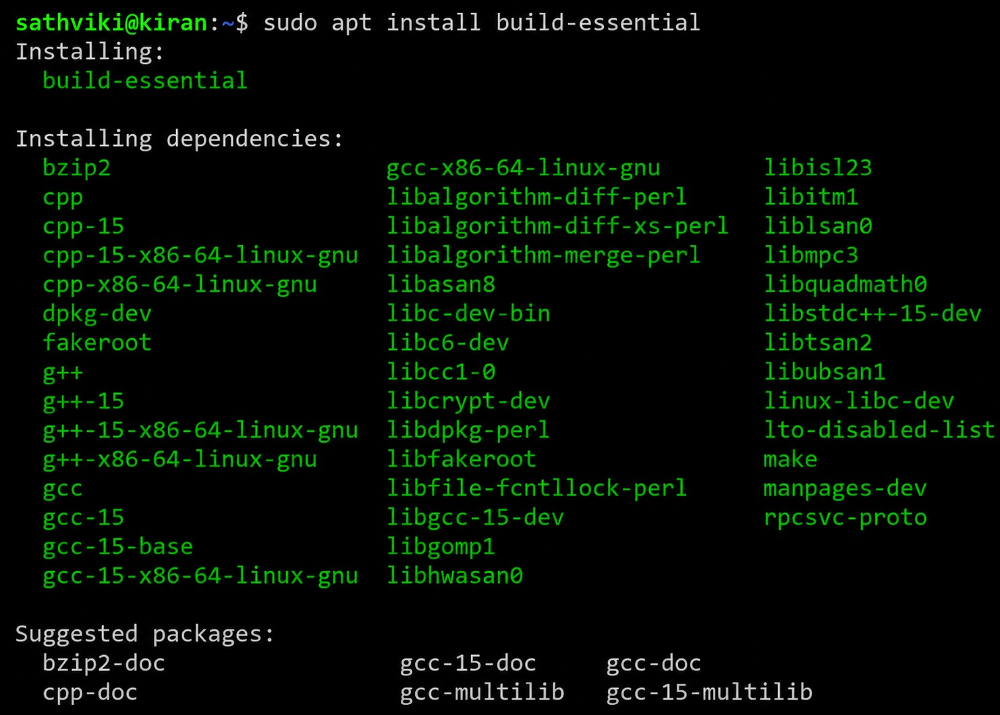 sathviki@kiran:~$ sudo apt install build-essential
Installing:
build-essential
Installing dependencies:
bzip2 gcc-x86-64-linux-gnu libisl23
cpp libalgorithm-diff-perl libitm1
cpp-15 libalgorithm-diff-xs-perl liblsan0
cpp-15-x86-64-linux-gnu libalgorithm-merge-perl libmpc3
cpp-x86-64-linux-gnu libasan8 libquadmath0
dpkg-dev libc-dev-bin libstdc++-15-dev
fakeroot libc6-dev libtsan2
g++ libcc1-0 libubsan1
g++-15 libcrypt-dev linux-libc-dev
g++-15-x86-64-linux-gnu libdpkg-perl lto-disabled-list
g++-x86-64-linux-gnu libfakeroot make
gcc libfile-fcntllock-perl manpages-dev
gcc-15 libgcc-15-dev rpcsvc-proto
gcc-15-base libgomp1
gcc-15-x86-64-linux-gnu libhwasan0
Suggested packages:
bzip2-doc gcc-15-doc gcc-doc
cpp-doc gcc-multilib gcc-15-multilib